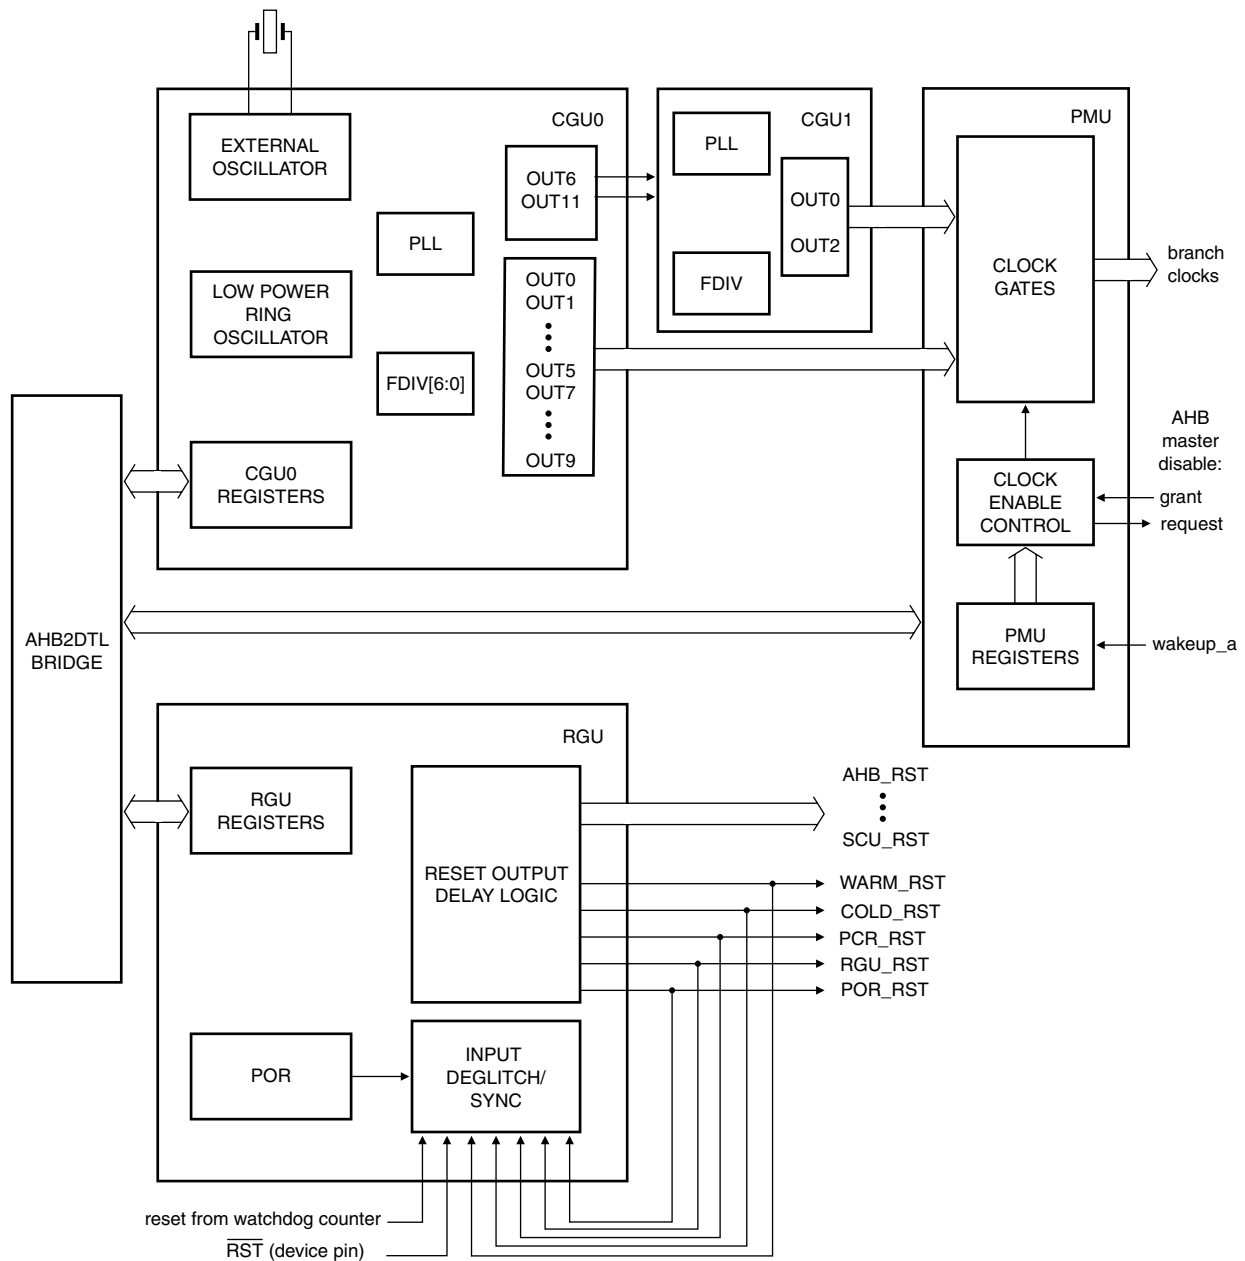 CGU0
EXTERNAL
OSCILLATOR
OUT6
OUT11
PLL
LOW POWER
RING
OSCILLATOR
FDIV[6:0]
OUT0
OUT1
OUT5
OUT7
OUT9
CGU0
REGISTERS
CGU1
PLL
OUT0
OUT2
FDIV
PMU
CLOCK
GATES
branch
clocks
AHB
master
disable:
grant
request
CLOCK
ENABLE
CONTROL
PMU
REGISTERS
wakeup_a
AHB2DTL
BRIDGE
RGU
RGU
REGISTERS
RESET OUTPUT
DELAY LOGIC
AHB_RST
SCU_RST
WARM_RST
COLD_RST
PCR_RST
RGU_RST
POR_RST
POR
INPUT
DEGLITCH/
SYNC
reset from watchdog counter
RST (device pin)